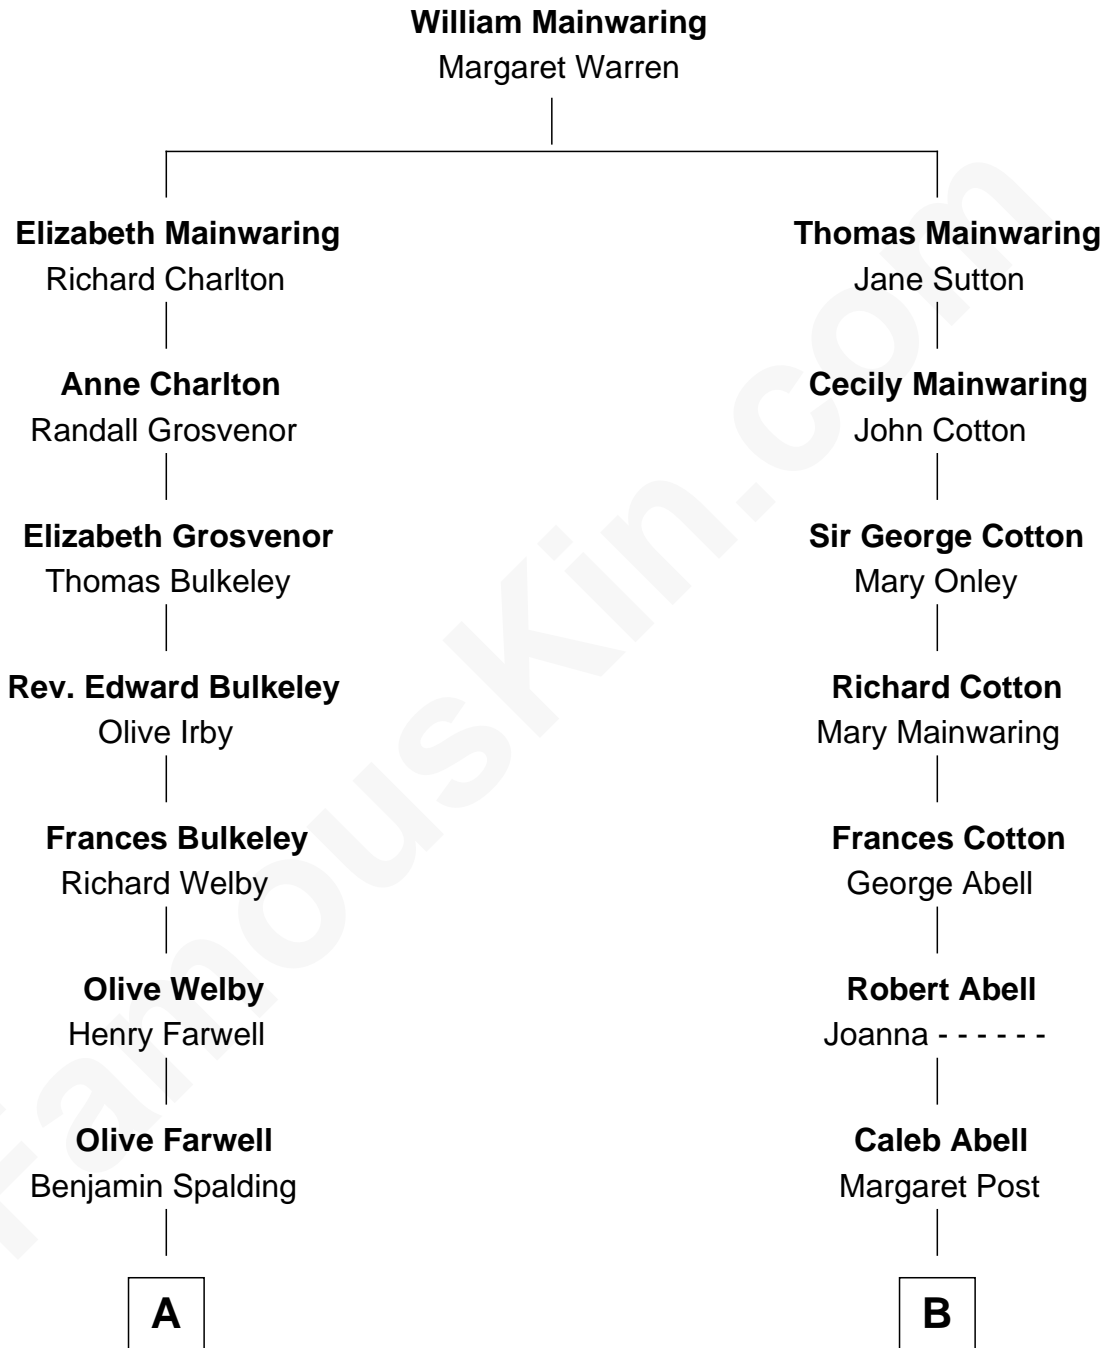 William Mainwaring
Margaret Warren
Elizabeth Mainwaring
Richard Charlton
Thomas Mainwaring
Jane Sutton
Anne Charlton
Randall Grosvenor
Cecily Mainwaring
John Cotton
Elizabeth Grosvenor
Thomas Bulkeley
Sir George Cotton
Mary Onley
Rev. Edward Bulkeley
Olive Irby
Richard Cotton
Mary Mainwaring
Frances Bulkeley
Richard Welby
Frances Cotton
George Abell
Olive Welby
Henry Farwell
Robert Abell
Joanna - - - - - -
Olive Farwell
Benjamin Spalding
Caleb Abell
Margaret Post
A
B
FamousKin.com